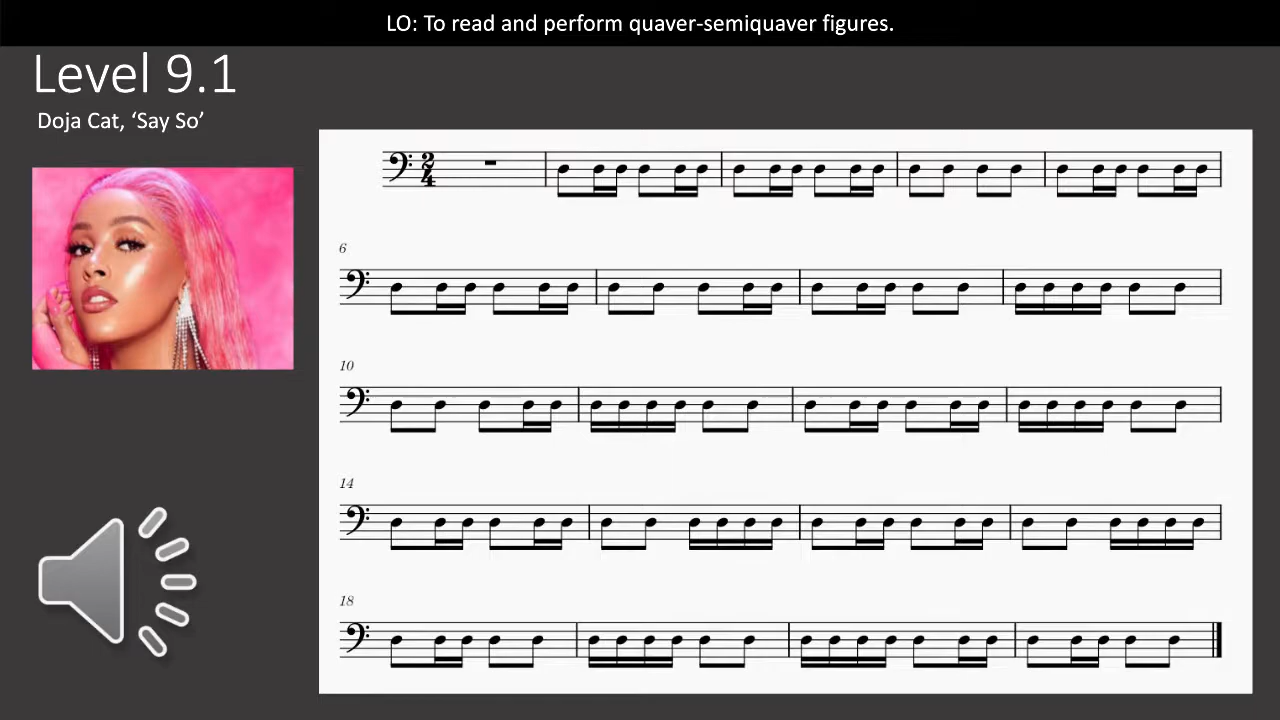 LO: To read and perform quaver-semiquaver figures.
Level 9.1
Doja Cat, ‘Say So’
2
4
6
10
14
18